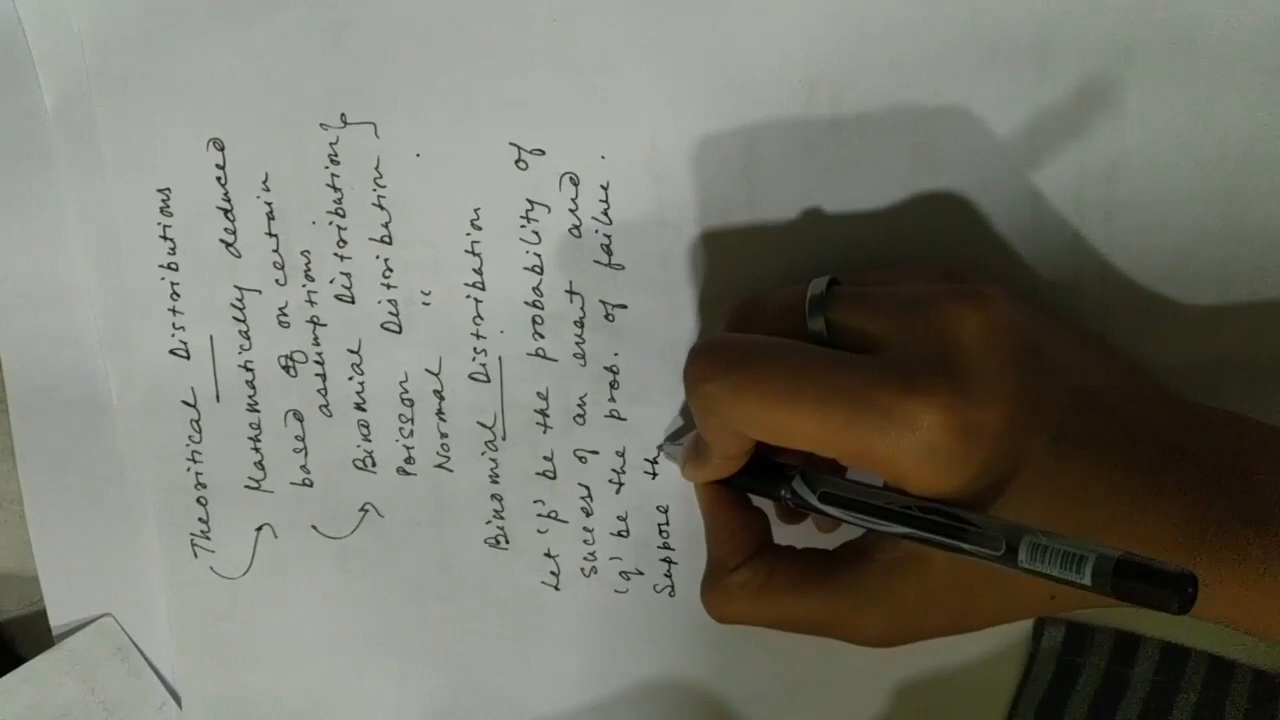 Theoritical Distributions
Mathematically deduced
based on certain
assumptions
Binomial Distribution }
Poisson Distribution }
Normal " .
Binomial Distribution
Let 'p' be the probability of
success of an event and
'q' be the prob. of failure.
Suppose th